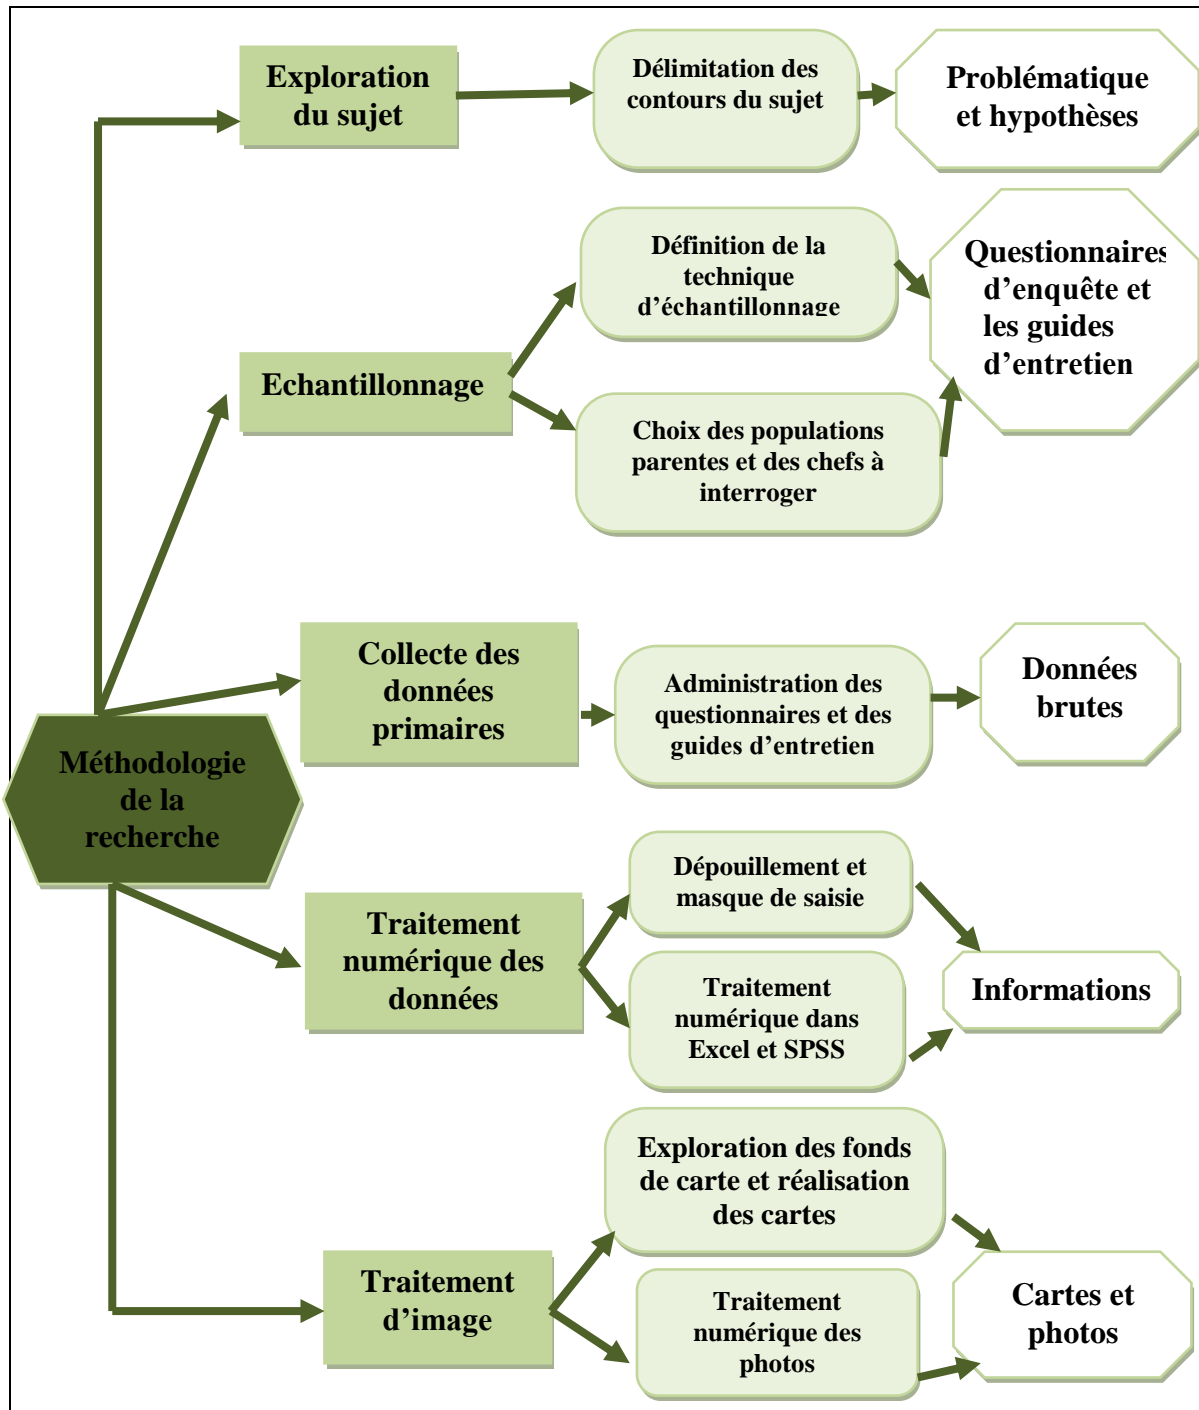 Exploration
du sujet
Délimitation des
contours du sujet
Problématique
et hypothèses
Définition de la
technique
d’échantillonnage
Questionnaires
d’enquête et
les guides
d’entretien
Echantillonnage
Choix des populations
parentes et des chefs à
interroger
Collecte des
données
primaires
Administration des
questionnaires et des
guides d’entretien
Données
brutes
Méthodologie
de la
recherche
Traitement
numérique des
données
Dépouillement et
masque de saisie
Traitement
numérique dans
Excel et SPSS
Informations
Exploration des fonds
de carte et réalisation
des cartes
Traitement
d’image
Traitement
numérique des
photos
Cartes et
photos